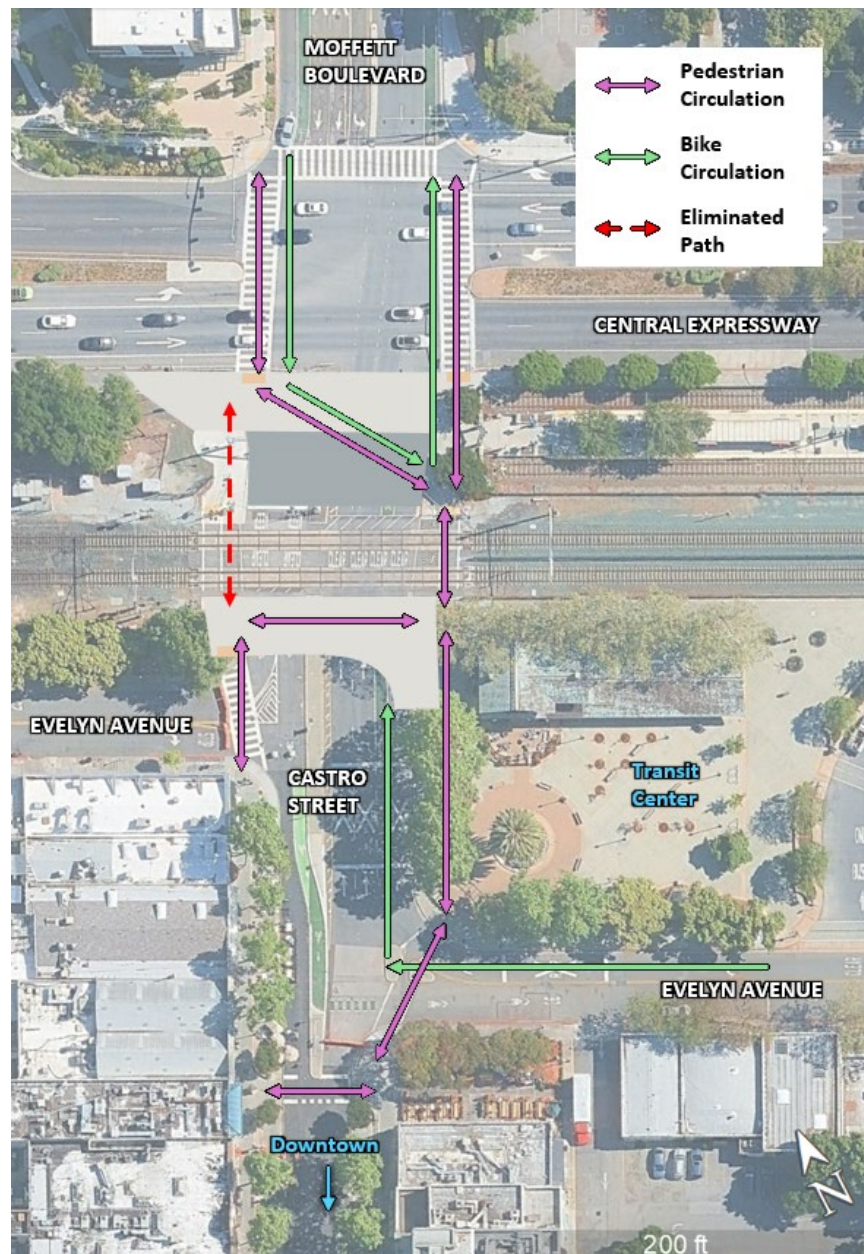 MOFFETT
BOULEVARD
Pedestrian
Circulation
Bike
Circulation
Eliminated
Path
CENTRAL EXPRESSWAY
EVELYN AVENUE
CASTRO
STREET
Transit
Center
EVELYN AVENUE
Downtown
N
200 ft